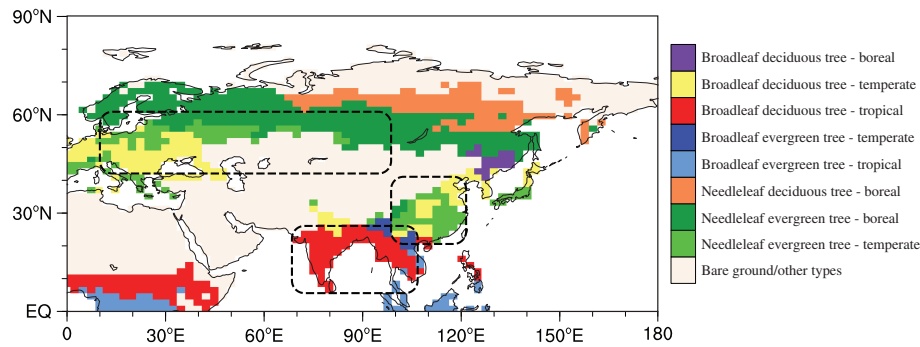 90°N
60°N
30°N
EQ
0 30°E 60°E 90°E 120°E 150°E 180
Broadleaf deciduous tree - boreal
Broadleaf deciduous tree - temperate
Broadleaf deciduous tree - tropical
Broadleaf evergreen tree - temperate
Broadleaf evergreen tree - tropical
Needleleaf deciduous tree - boreal
Needleleaf evergreen tree - boreal
Needleleaf evergreen tree - temperate
Bare ground/other types